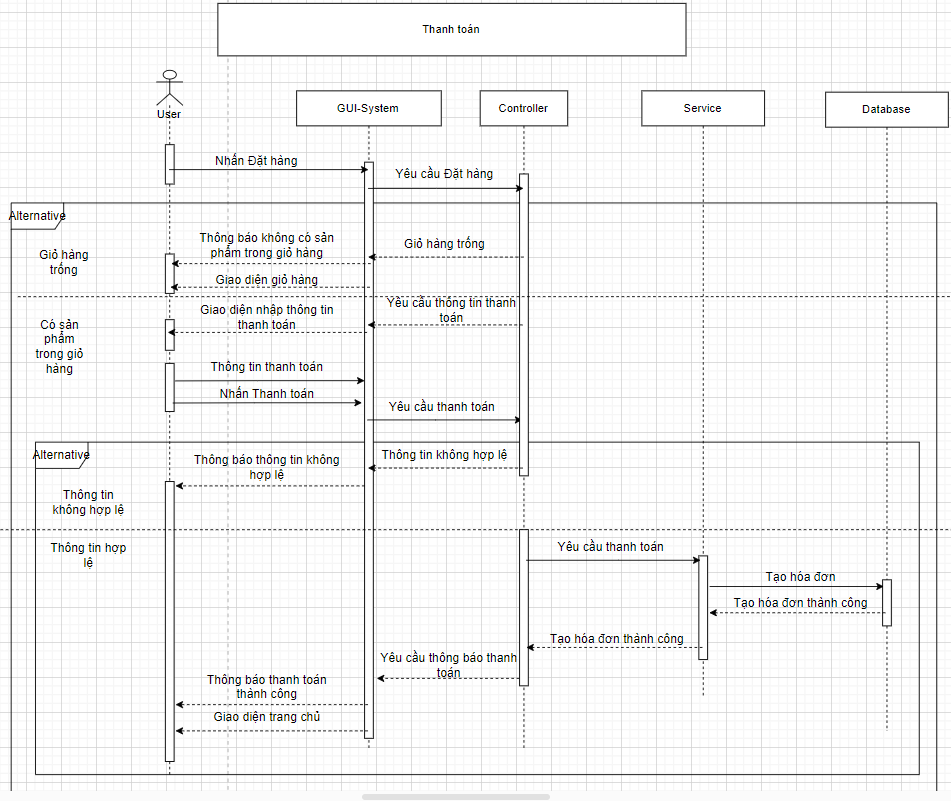 Thanh toán
User
GUI-System
Controller
Service
Database
Nhấn Đặt hàng
Yêu cầu Đặt hàng
Alternative
Giỏ hàng
trống
Thông báo không có sản
phẩm trong giỏ hàng
Giỏ hàng trống
Giao diện giỏ hàng
Có sản
phẩm
trong giỏ
hàng
Giao diện nhập thông tin
thanh toán
Yêu cầu thông tin thanh
toán
Thông tin thanh toán
Nhấn Thanh toán
Yêu cầu thanh toán
Alternative
Thông tin
không hợp lệ
Thông báo thông tin không
hợp lệ
Thông tin không hợp lệ
Thông tin hợp
lệ
Yêu cầu thanh toán
Tạo hóa đơn
Tạo hóa đơn thành công
Tạo hóa đơn thành công
Yêu cầu thông báo thanh
toán
Thông báo thanh toán
thành công
Giao diện trang chủ